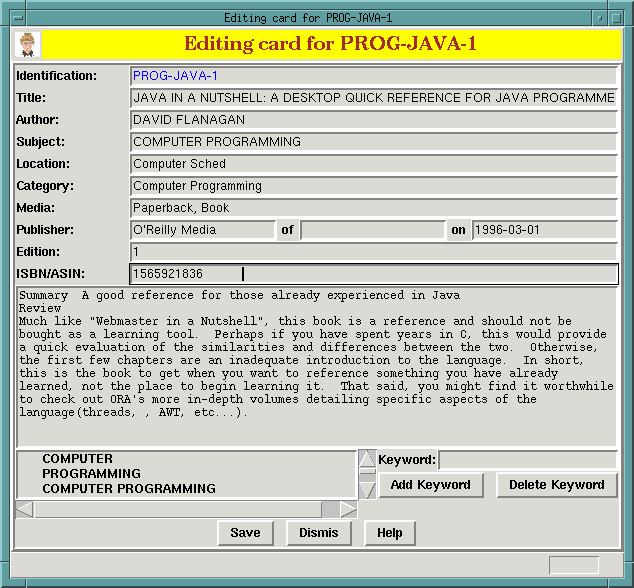 Editing card for PROG-JAVA-1
Editing card for PROG-JAVA-1
Identification: PROG-JAVA-1
Title: JAVA IN A NUTSHELL: A DESKTOP QUICK REFERENCE FOR JAVA PROGRAMME
Author: DAVID FLANAGAN
Subject: COMPUTER PROGRAMMING
Location: Computer Sched
Category: Computer Programming
Media: Paperback, Book
Publisher: O'Reilly Media of on 1996-03-01
Edition: 1
ISBN/ASIN: 1565921836
Summary  A good reference for those already experienced in Java
Review
Much like "Webmaster in a Nutshell", this book is a reference and should not be
bought as a learning tool.  Perhaps if you have spent years in C, this would provide
a quick evaluation of the similarities and differences between the two.  Otherwise,
the first few chapters are an inadequate introduction to the language.  In short,
this is the book to get when you want to reference something you have already
learned, not the place to begin learning it.  That said, you might find it worthwhile
to check out ORA's more in-depth volumes detailing specific aspects of the
language(threads, , AWT, etc...).
COMPUTER
PROGRAMMING
COMPUTER PROGRAMMING
Keyword:
Add Keyword Delete Keyword
Save Dismis Help